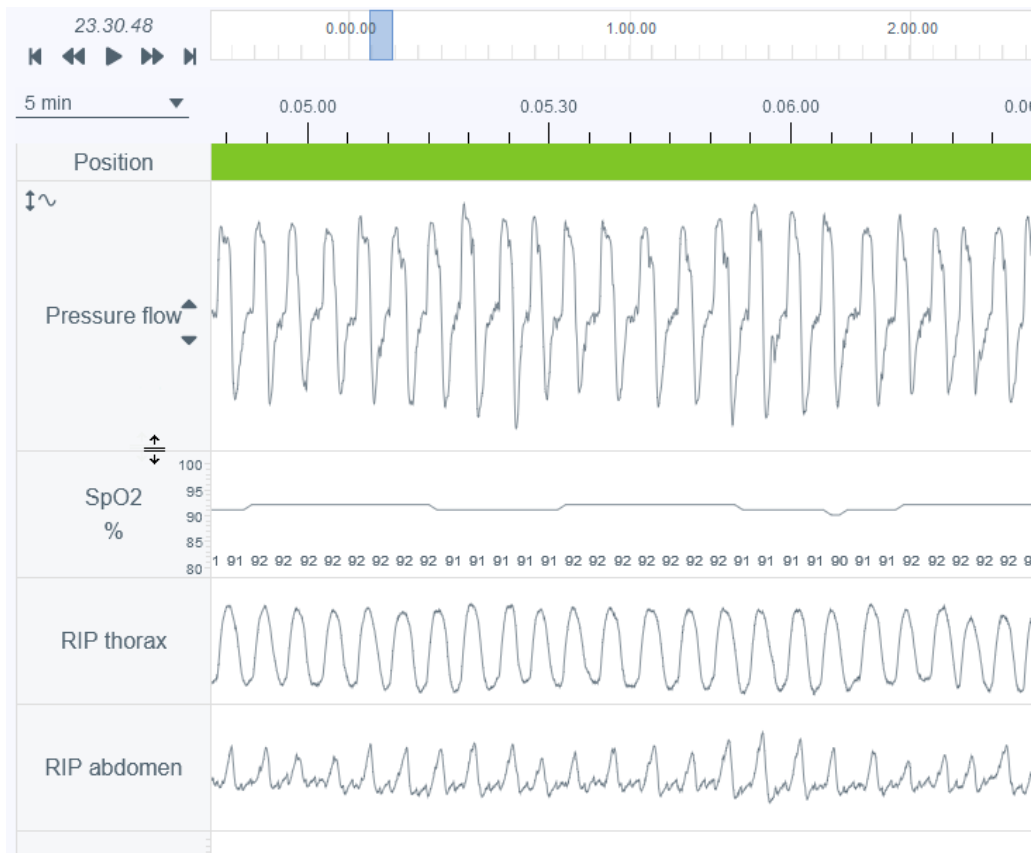 23.30.48
0.00.00 1.00.00 2.00.00
5 min
0.05.00 0.05.30 0.06.00
Position
Pressure flow
SpO2
%
100
95
90
85
80
1 91 92 92 92 92 92 92 92 92 91 91 91 91 91 92 92 92 92 92 92 92 91 91 91 91 90 91 91 92 92 92 92 92
RIP thorax
RIP abdomen